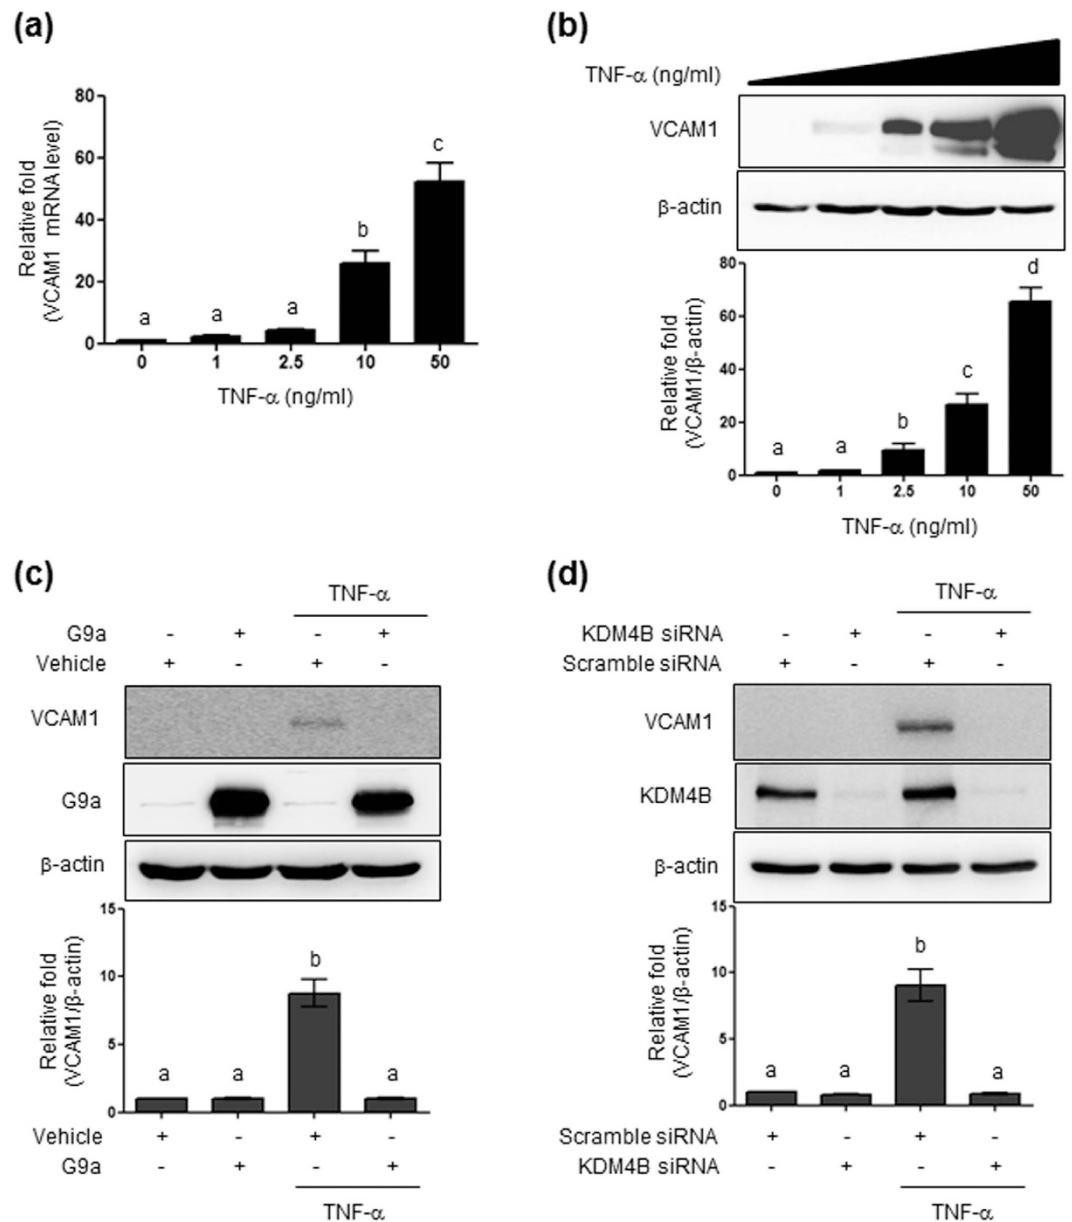 (a)
80
60
40
20
0
Relative fold
(VCAM1 mRNA level)
a
a
a
b
c
0 1 2.5 10 50
TNF-α (ng/ml)
(b)
TNF-α (ng/ml)
VCAM1
β-actin
80
60
40
20
0
Relative fold
(VCAM1/β-actin)
a
a
b
c
d
0 1 2.5 10 50
TNF-α (ng/ml)
(c)
TNF-α
G9a - + - +
Vehicle + - + -
VCAM1
G9a
β-actin
15
10
5
0
Relative fold
(VCAM1/β-actin)
a a b a
Vehicle + - + -
G9a - + - +
TNF-α
(d)
TNF-α
KDM4B siRNA - + - +
Scramble siRNA + - + -
VCAM1
KDM4B
β-actin
15
10
5
0
Relative fold
(VCAM1/β-actin)
a a b a
Scramble siRNA + - + -
KDM4B siRNA - + - +
TNF-α